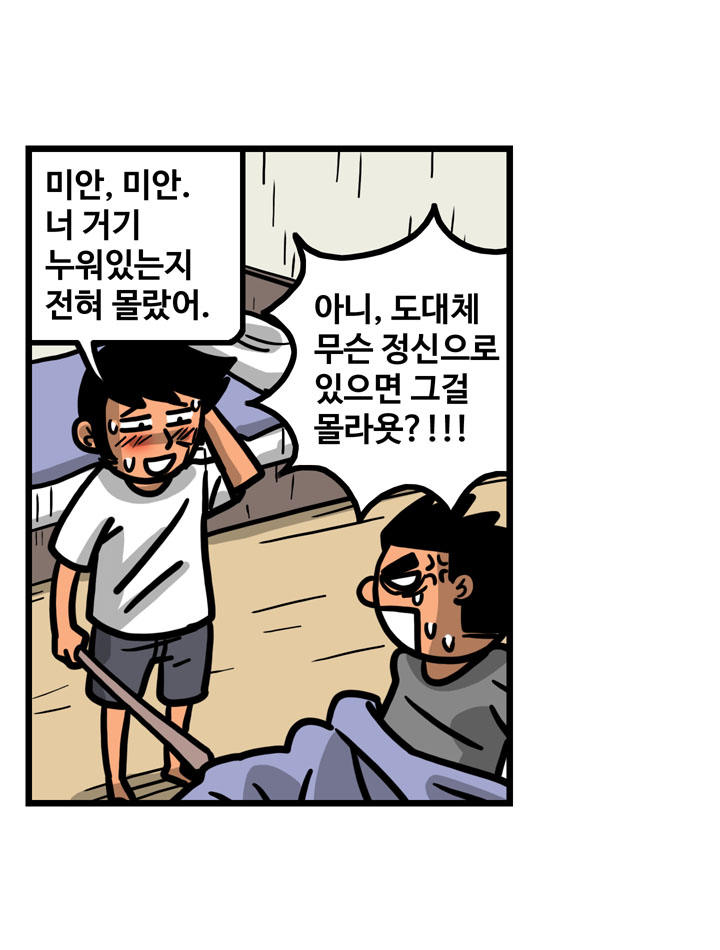 미안, 미안.
너 거기
누워있는지
전혀 몰랐어.
아니, 도대체
무슨 정신으로
있으면 그걸
몰라욧?!!!